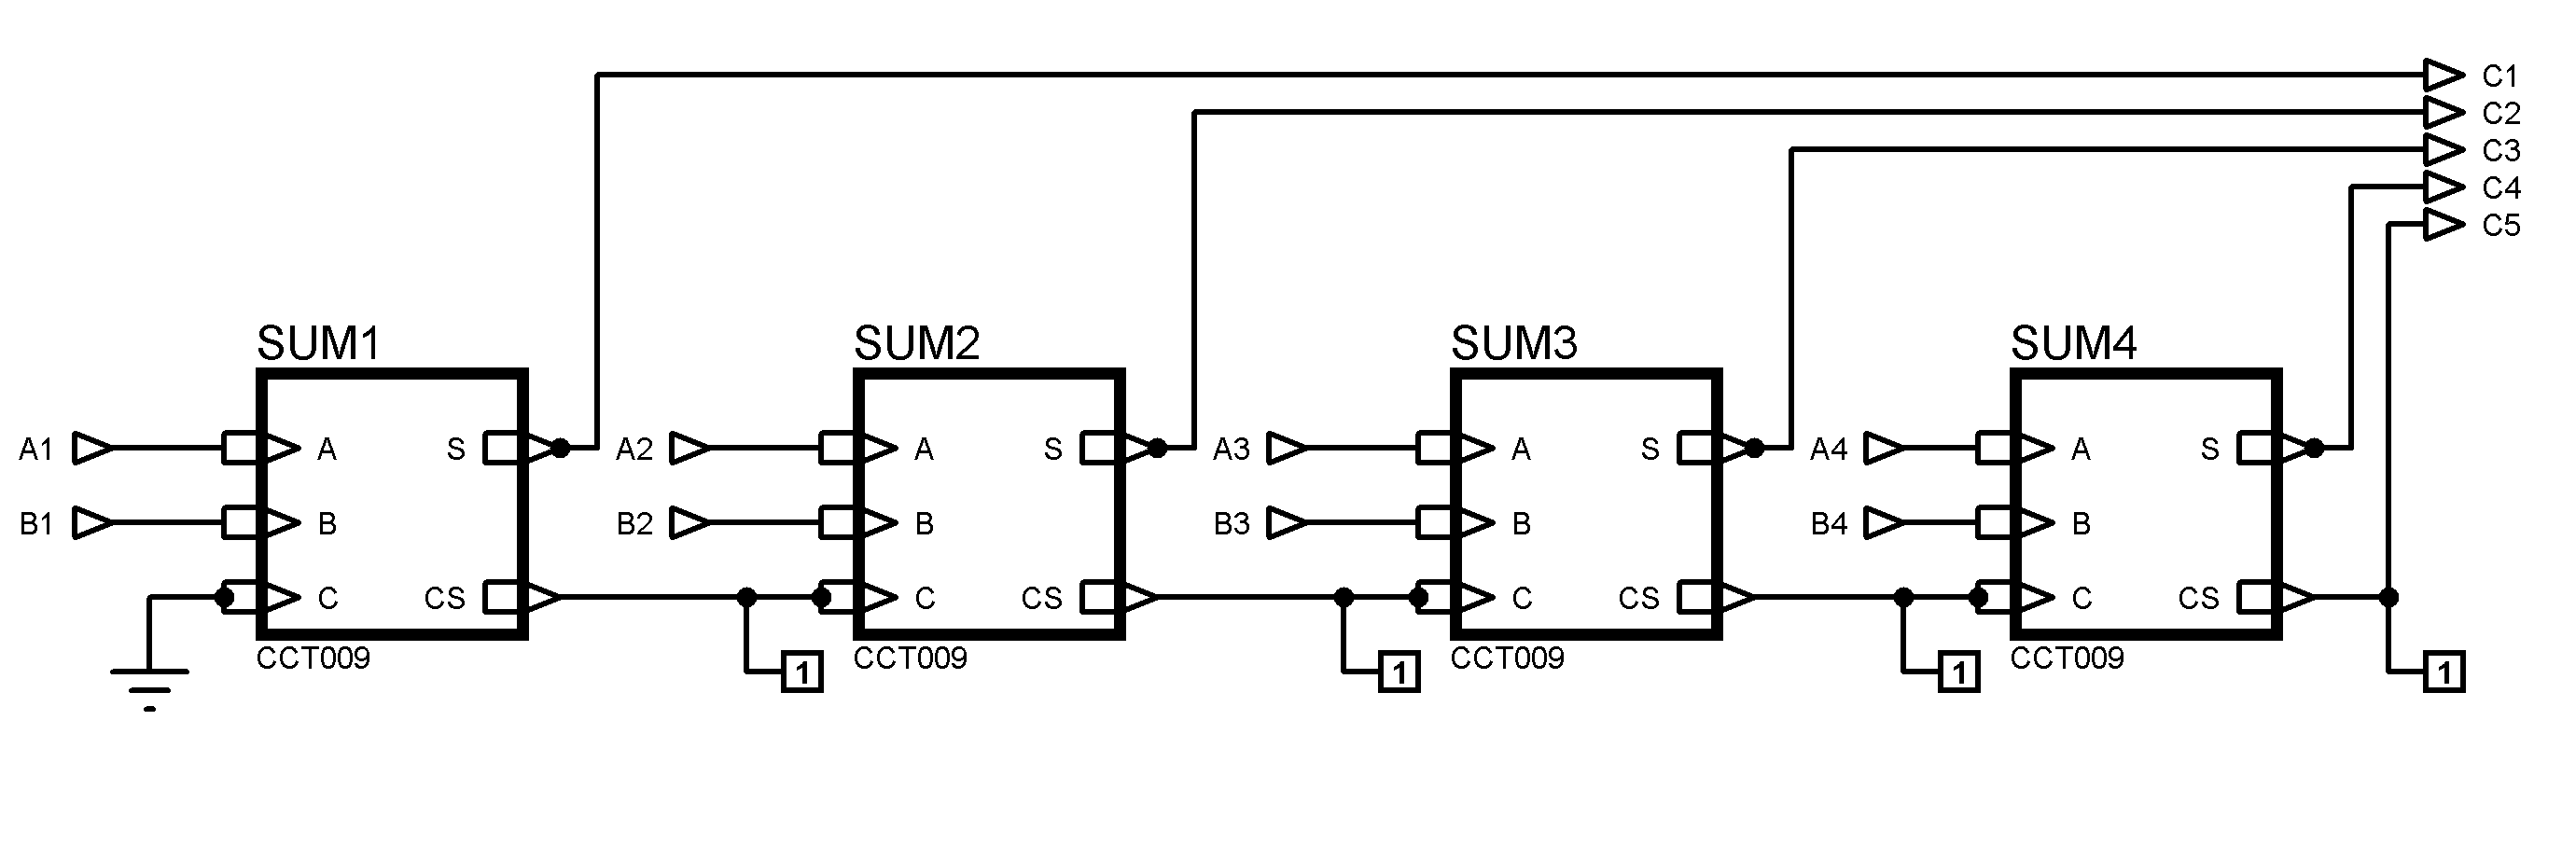 C1
C2
C3
C4
C5
SUM1 SUM2 SUM3 SUM4
A1 A S A2 A S A3 A S A4 A S
B1 B B2 B B3 B B4 B
C CS C CS C CS C CS
CCT009 1 CCT009 1 CCT009 1 CCT009 1